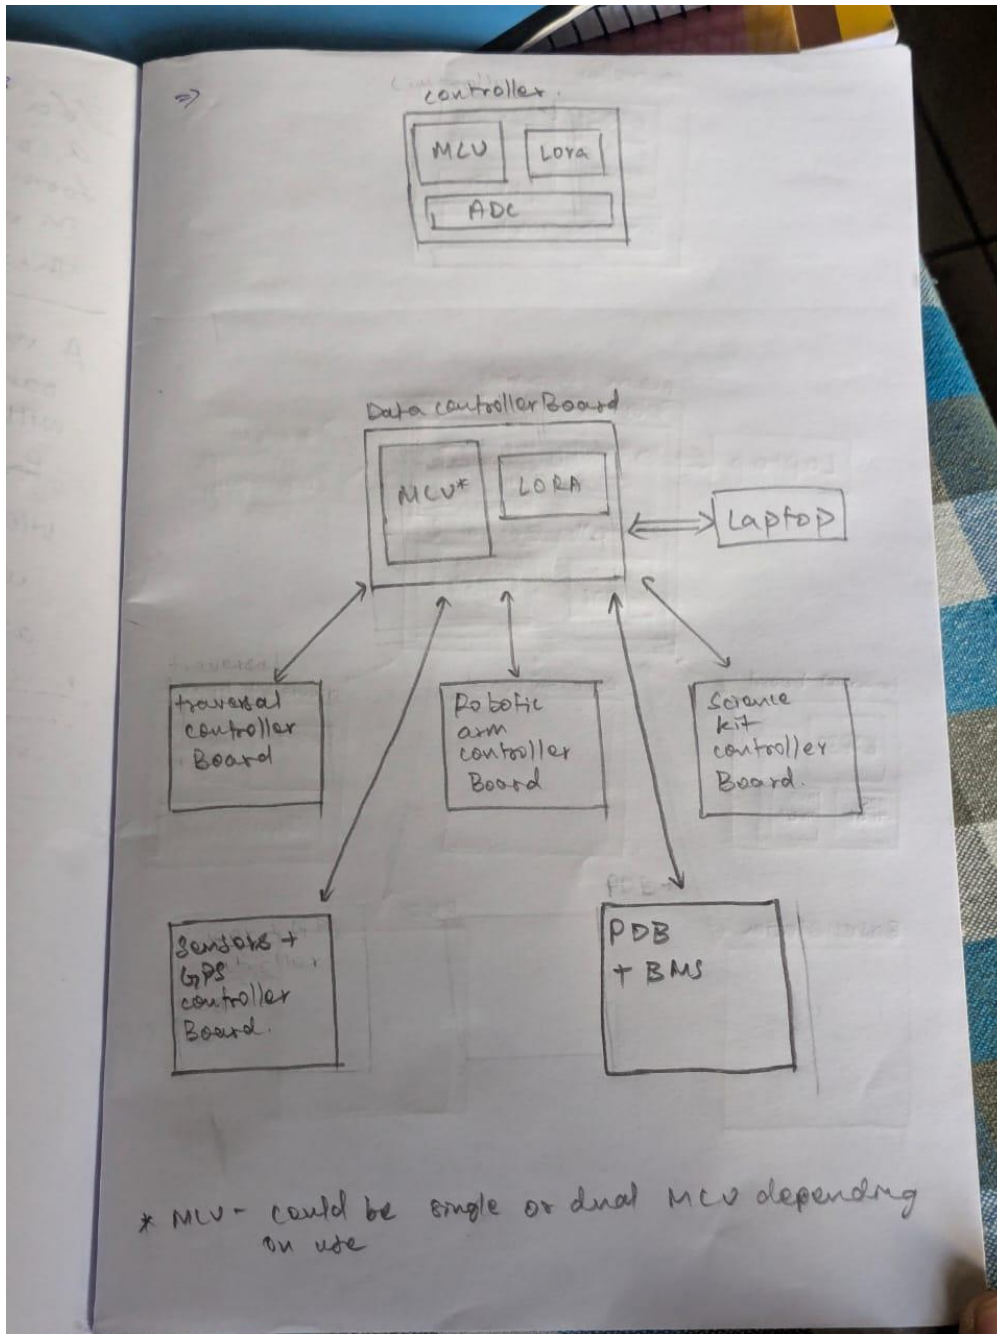 ⇒
controller.
MCU
Lora
ADC
Data controller Board
MCU*
LORA
Laptop
traversal
controller
Board
Robotic
arm
controller
Board
Science
kit
controller
Board.
Sensors +
GPS
controller
Board.
PDB
+ BMS
* MCU - could be single or dual MCU depending
on use